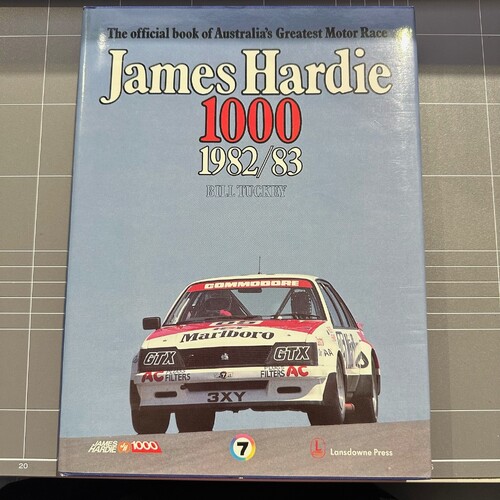 The official book of Australia's Greatest Motor Race
James Hardie
1000
1982/83
BILL TUCKEY
COMMODORE
Marlboro
GTX
GTX
AC
FILTERS
AC
FILTERS
3XY
JAMES HARDIE 1000
7
L
Lansdowne Press
20